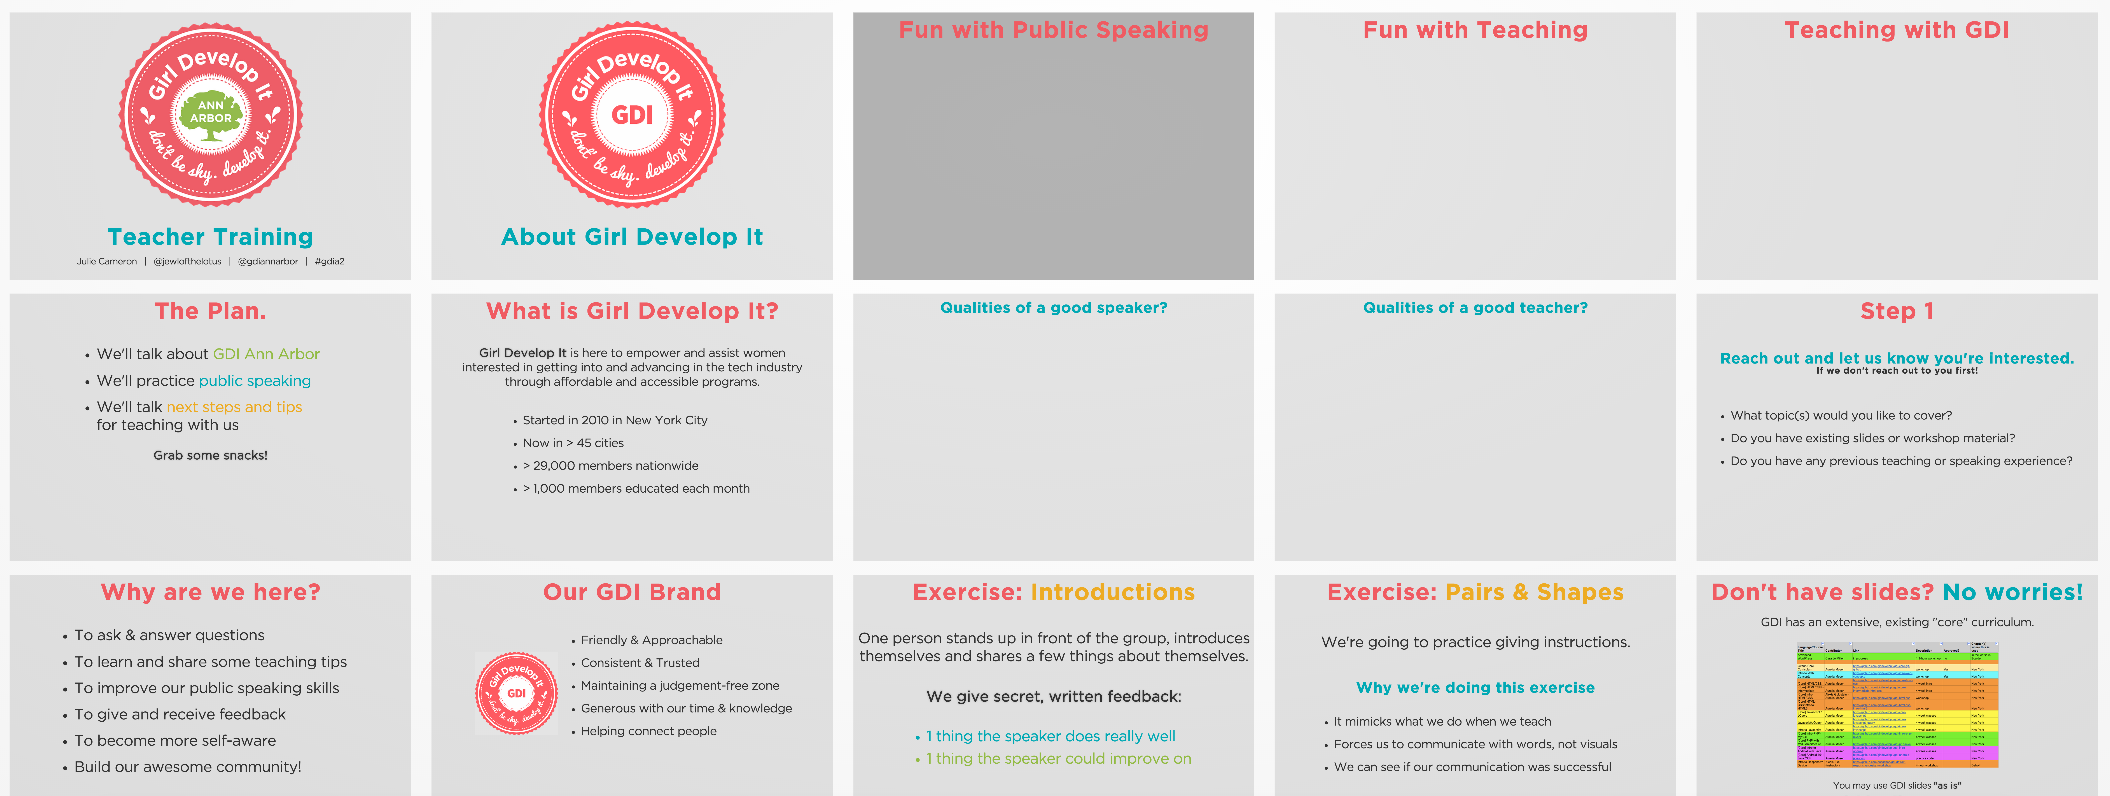 Girl Develop It
ANN
ARBOR
don't be shy. develop it.
Teacher Training
Julie Cameron | @jewlofthelotus | @gdiannarbor | #gdia2
Girl Develop It
GDI
dont' be shy. develop it.
About Girl Develop It
Fun with Public Speaking
Fun with Teaching
Teaching with GDI
The Plan.
• We'll talk about GDI Ann Arbor
• We'll practice public speaking
• We'll talk next steps and tips
for teaching with us
Grab some snacks!
What is Girl Develop It?
Girl Develop It is here to empower and assist women
interested in getting into and advancing in the tech industry
through affordable and accessible programs.
• Started in 2010 in New York City
• Now in > 45 cities
• > 29,000 members nationwide
• > 1,000 members educated each month
Qualities of a good speaker?
Qualities of a good teacher?
Step 1
Reach out and let us know you're interested.
If we don't reach out to you first!
• What topic(s) would you like to cover?
• Do you have existing slides or workshop material?
• Do you have any previous teaching or speaking experience?
Why are we here?
• To ask & answer questions
• To learn and share some teaching tips
• To improve our public speaking skills
• To give and receive feedback
• To become more self-aware
• Build our awesome community!
Our GDI Brand
Girl Develop It
GDI
• Friendly & Approachable
• Consistent & Trusted
• Maintaining a judgement-free zone
• Generous with our time & knowledge
• Helping connect people
Exercise: Introductions
One person stands up in front of the group, introduces
themselves and shares a few things about themselves.
We give secret, written feedback:
• 1 thing the speaker does really well
• 1 thing the speaker could improve on
Exercise: Pairs & Shapes
We're going to practice giving instructions.
Why we're doing this exercise
• It mimicks what we do when we teach
• Forces us to communicate with words, not visuals
• We can see if our communication was successful
Don't have slides? No worries!
GDI has an extensive, existing "core" curriculum.
You may use GDI slides "as is"